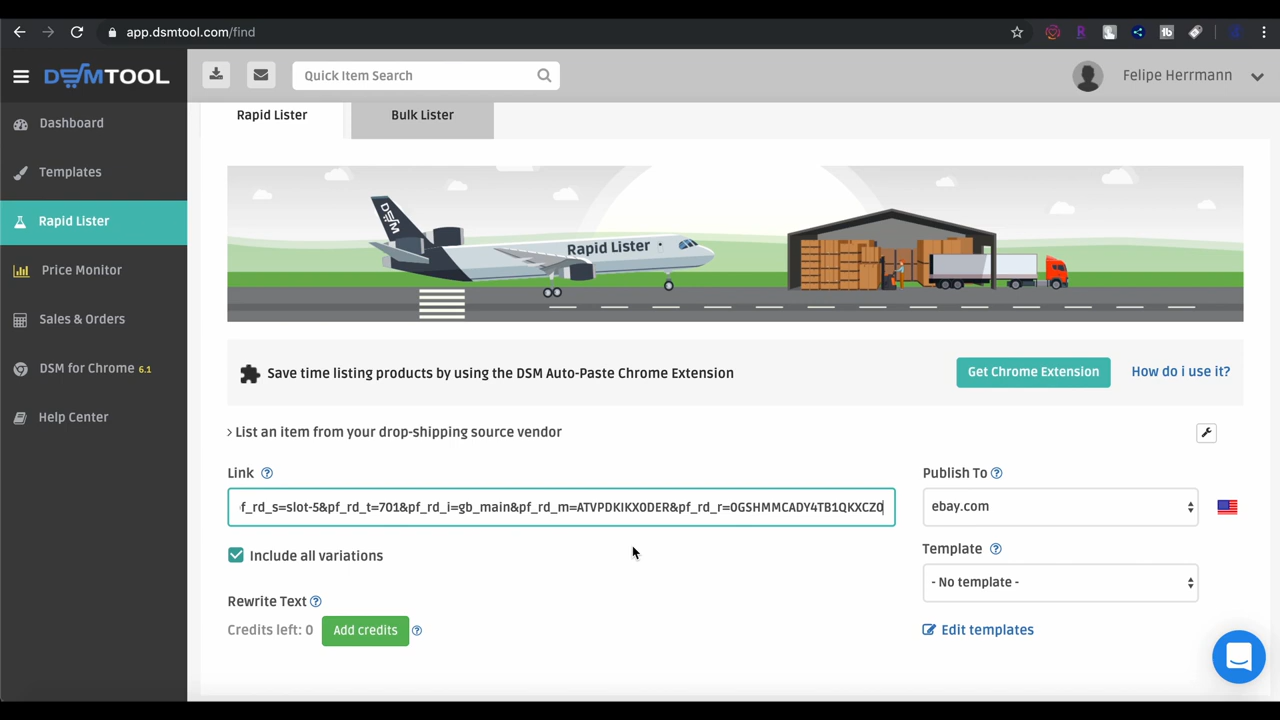 app.dsmtool.com/find
DSMTOOL
Quick Item Search
Felipe Herrmann
Dashboard
Templates
Rapid Lister
Price Monitor
Sales & Orders
DSM for Chrome 6.1
Help Center
Rapid Lister
Bulk Lister
DSM
Rapid Lister
Save time listing products by using the DSM Auto-Paste Chrome Extension
Get Chrome Extension
How do i use it?
> List an item from your drop-shipping source vendor
Link ?
f_rd_s=slot-5&pf_rd_t=701&pf_rd_i=gb_main&pf_rd_m=ATVPDKIKX0DER&pf_rd_r=0GSHMMCADY4TB1QKXCZ0
Include all variations
Rewrite Text ?
Credits left: 0
Add credits
?
Publish To ?
ebay.com
Template ?
- No template -
Edit templates